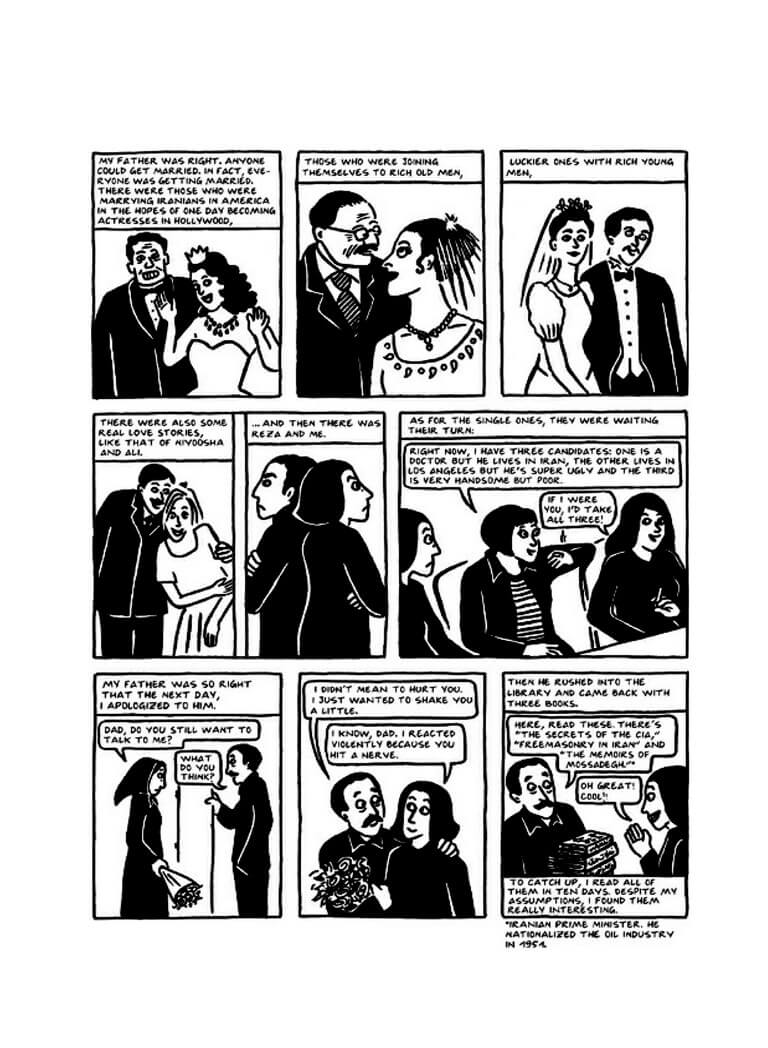 MY FATHER WAS RIGHT. ANYONE
COULD GET MARRIED. IN FACT, EVE-
RYONE WAS GETTING MARRIED.
THERE WERE THOSE WHO WERE
MARRYING IRANIANS IN AMERICA
IN THE HOPES OF ONE DAY BECOMING
ACTRESSES IN HOLLYWOOD,
THOSE WHO WERE JOINING
THEMSELVES TO RICH OLD MEN,
LUCKIER ONES WITH RICH YOUNG
MEN,
THERE WERE ALSO SOME
REAL LOVE STORIES,
LIKE THAT OF NIYOOSHA
AND ALI.
... AND THEN THERE WAS
REZA AND ME.
AS FOR THE SINGLE ONES, THEY WERE WAITING
THEIR TURN:
RIGHT NOW, I HAVE THREE CANDIDATES: ONE IS A
DOCTOR BUT HE LIVES IN IRAN, THE OTHER LIVES IN
LOS ANGELES BUT HE'S SUPER UGLY AND THE THIRD
IS VERY HANDSOME BUT POOR.
IF I WERE
YOU, I'D TAKE
ALL THREE!
MY FATHER WAS SO RIGHT
THAT THE NEXT DAY,
I APOLOGIZED TO HIM.
DAD, DO YOU STILL WANT TO
TALK TO ME?
WHAT
DO YOU
THINK?
I DIDN'T MEAN TO HURT YOU.
I JUST WANTED TO SHAKE YOU
A LITTLE.
I KNOW, DAD. I REACTED
VIOLENTLY BECAUSE YOU
HIT A NERVE.
THEN HE RUSHED INTO THE
LIBRARY AND CAME BACK WITH
THREE BOOKS.
HERE, READ THESE. THERE'S
"THE SECRETS OF THE CIA,"
"FREEMASONRY IN IRAN" AND
"THE MEMOIRS OF
MOSSADEGH."*
OH GREAT!
COOL!
TO CATCH UP, I READ ALL OF
THEM IN TEN DAYS. DESPITE MY
ASSUMPTIONS, I FOUND THEM
REALLY INTERESTING.
*IRANIAN PRIME MINISTER. HE
NATIONALIZED THE OIL INDUSTRY
IN 1951.